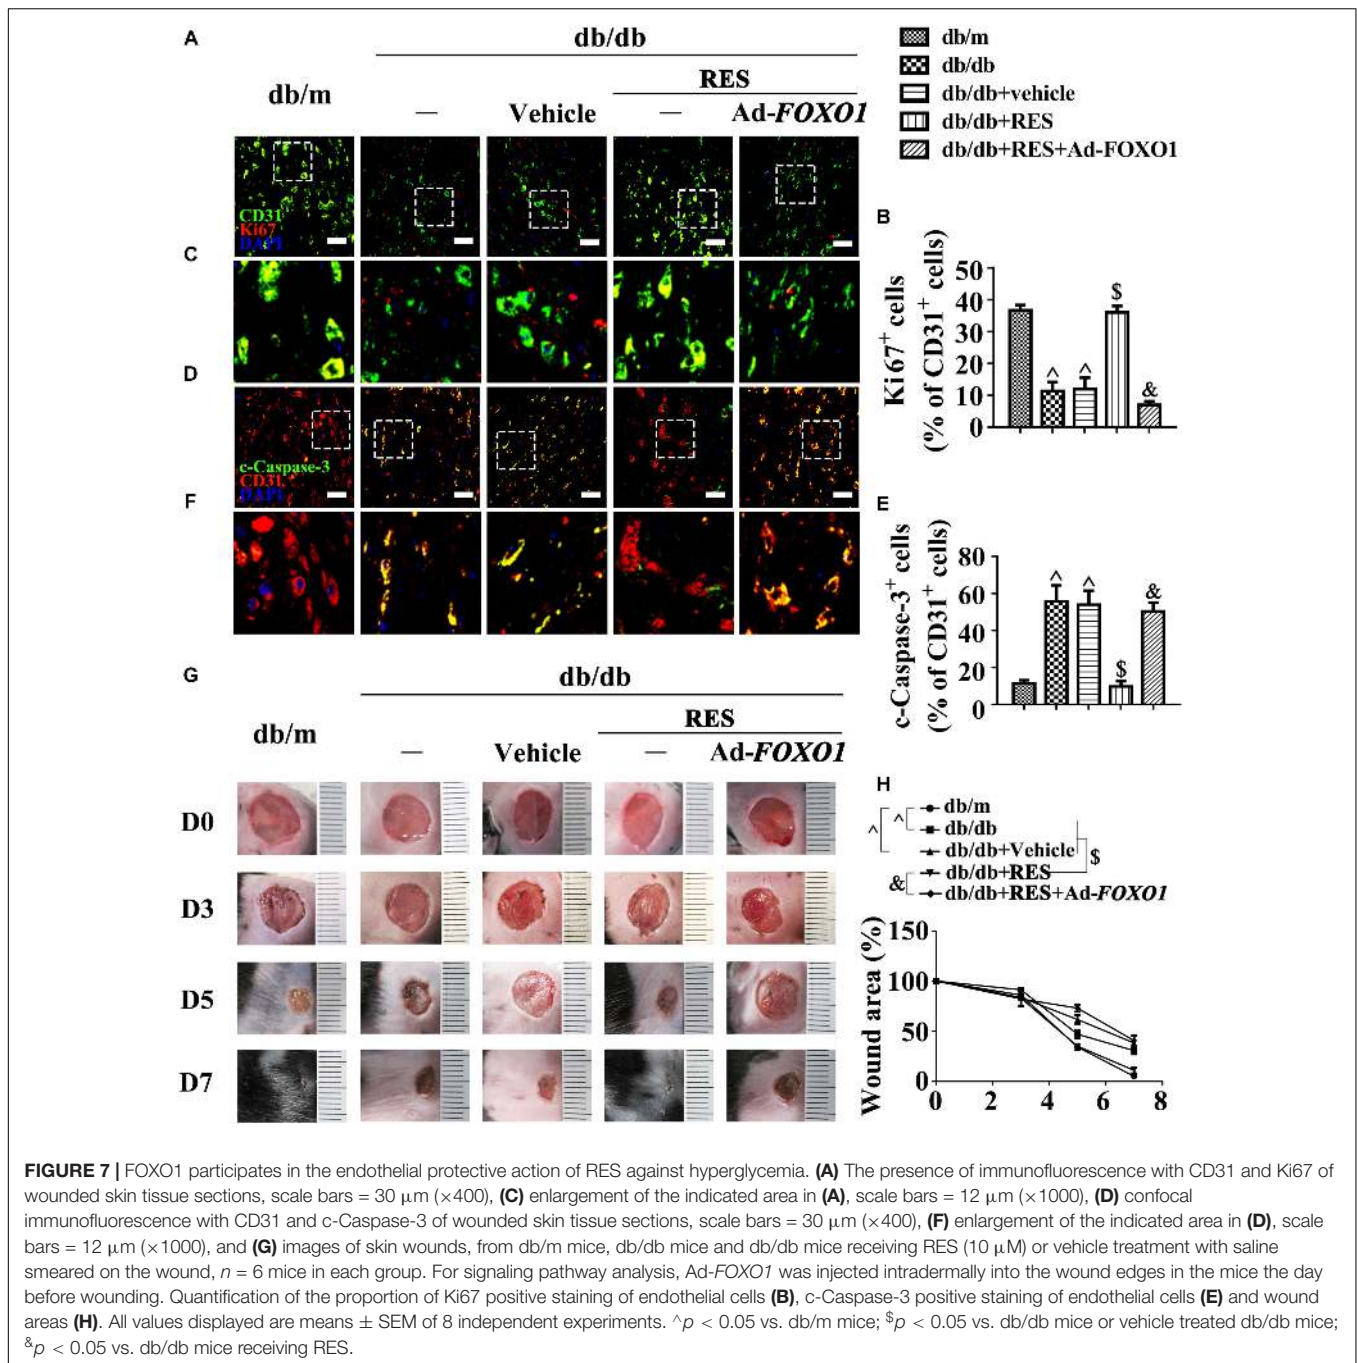 A
db/db
RES
db/m
—
Vehicle
—
Ad-FOXO1
CD31
Ki67
DAPI
C
D
c-Caspase-3
CD31
DAPI
F
db/m
db/db
db/db+vehicle
db/db+RES
db/db+RES+Ad-FOXO1
B
Ki67⁺ cells
(% of CD31⁺ cells)
50
40
30
20
10
0
^
^
$
&
E
c-Caspase-3⁺ cells
(% of CD31⁺ cells)
80
60
40
20
0
^
^
$
&
G
db/db
RES
db/m
—
Vehicle
—
Ad-FOXO1
D0
D3
D5
D7
H
db/m
db/db
db/db+Vehicle
db/db+RES
db/db+RES+Ad-FOXO1
^
^
$
&
Wound area (%)
150
100
50
0
0 2 4 6 8
FIGURE 7 | FOXO1 participates in the endothelial protective action of RES against hyperglycemia. (A) The presence of immunofluorescence with CD31 and Ki67 of
wounded skin tissue sections, scale bars = 30 μm (×400), (C) enlargement of the indicated area in (A), scale bars = 12 μm (×1000), (D) confocal
immunofluorescence with CD31 and c-Caspase-3 of wounded skin tissue sections, scale bars = 30 μm (×400), (F) enlargement of the indicated area in (D), scale
bars = 12 μm (×1000), and (G) images of skin wounds, from db/m mice, db/db mice and db/db mice receiving RES (10 μM) or vehicle treatment with saline
smeared on the wound, n = 6 mice in each group. For signaling pathway analysis, Ad-FOXO1 was injected intradermally into the wound edges in the mice the day
before wounding. Quantification of the proportion of Ki67 positive staining of endothelial cells (B), c-Caspase-3 positive staining of endothelial cells (E) and wound
areas (H). All values displayed are means ± SEM of 8 independent experiments. ^p < 0.05 vs. db/m mice; $p < 0.05 vs. db/db mice or vehicle treated db/db mice;
&p < 0.05 vs. db/db mice receiving RES.